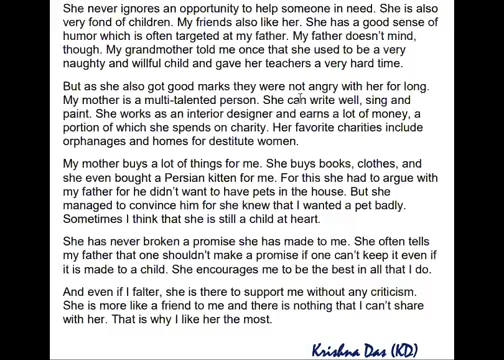 She never ignores an opportunity to help someone in need. She is also
very fond of children. My friends also like her. She has a good sense of
humor which is often targeted at my father. My father doesn't mind,
though. My grandmother told me once that she used to be a very
naughty and willful child and gave her teachers a very hard time.
But as she also got good marks they were not angry with her for long.
My mother is a multi-talented person. She can write well, sing and
paint. She works as an interior designer and earns a lot of money, a
a portion of which she spends on charity. Her favorite charities include
orphanages and homes for destitute women.
My mother buys a lot of things for me. She buys books, clothes, and
she even bought a Persian kitten for me. For this she had to argue with
my father for he didn't want to have pets in the house. But she
managed to convince him for she knew that I wanted a pet badly.
Sometimes I think that she is still a child at heart.
She has never broken a promise she has made to me. She often tells
my father that one shouldn't make a promise if one can't keep it even if
it is made to a child. She encourages me to be the best in all that I do.
And even if I falter, she is there to support me without any criticism.
She is more like a friend to me and there is nothing that I can't share
with her. That is why I like her the most.
Krishna Das (KD)